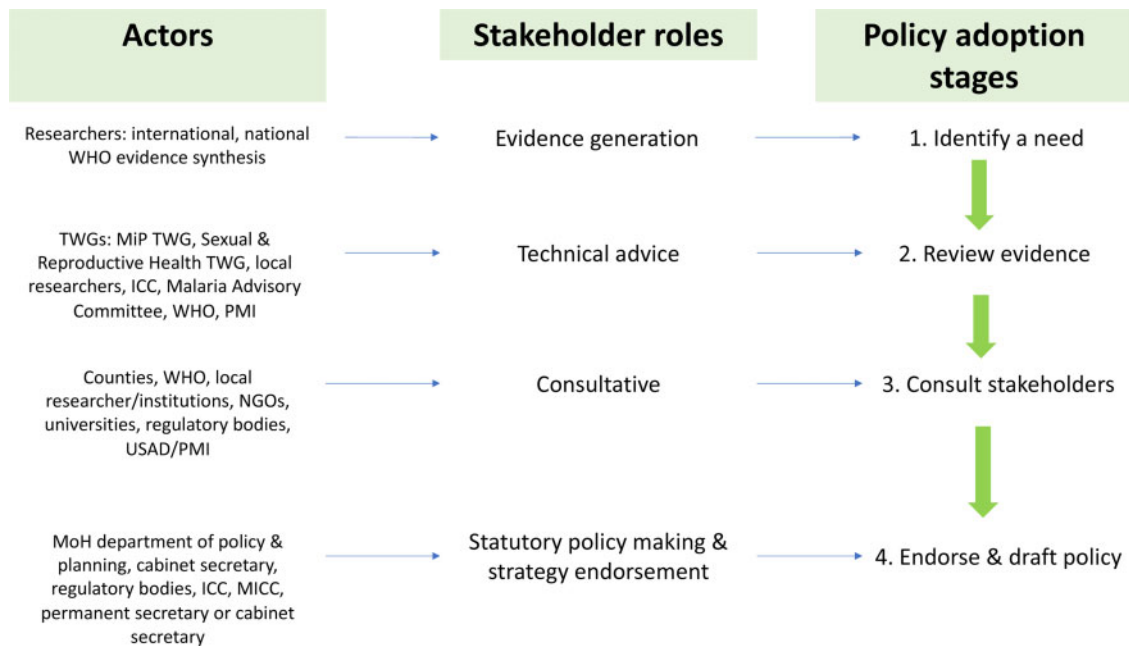 Actors
Stakeholder roles
Policy adoption
stages
Researchers: international, national
WHO evidence synthesis
Evidence generation
1. Identify a need
TWGs: MiP TWG, Sexual &
Reproductive Health TWG, local
researchers, ICC, Malaria Advisory
Committee, WHO, PMI
Technical advice
2. Review evidence
Counties, WHO, local
researcher/institutions, NGOs,
universities, regulatory bodies,
USAD/PMI
Consultative
3. Consult stakeholders
MoH department of policy &
planning, cabinet secretary,
regulatory bodies, ICC, MICC,
permanent secretary or cabinet
secretary
Statutory policy making &
strategy endorsement
4. Endorse & draft policy